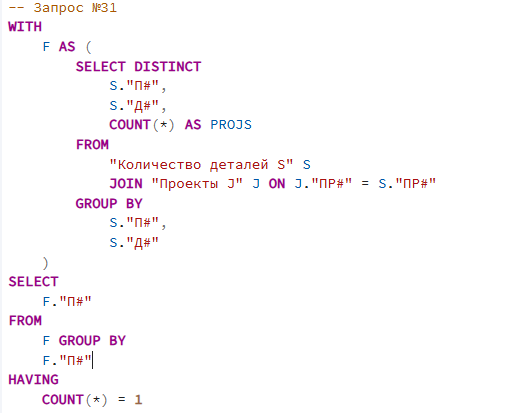 -- Запрос №31
WITH
F AS (
SELECT DISTINCT
S."П#",
S."Д#",
COUNT(*) AS PROJS
FROM
"Количество деталей S" S
JOIN "Проекты J" J ON J."ПР#" = S."ПР#"
GROUP BY
S."П#",
S."Д#"
)
SELECT
F."П#"
FROM
F GROUP BY
F."П#"
HAVING
COUNT(*) = 1